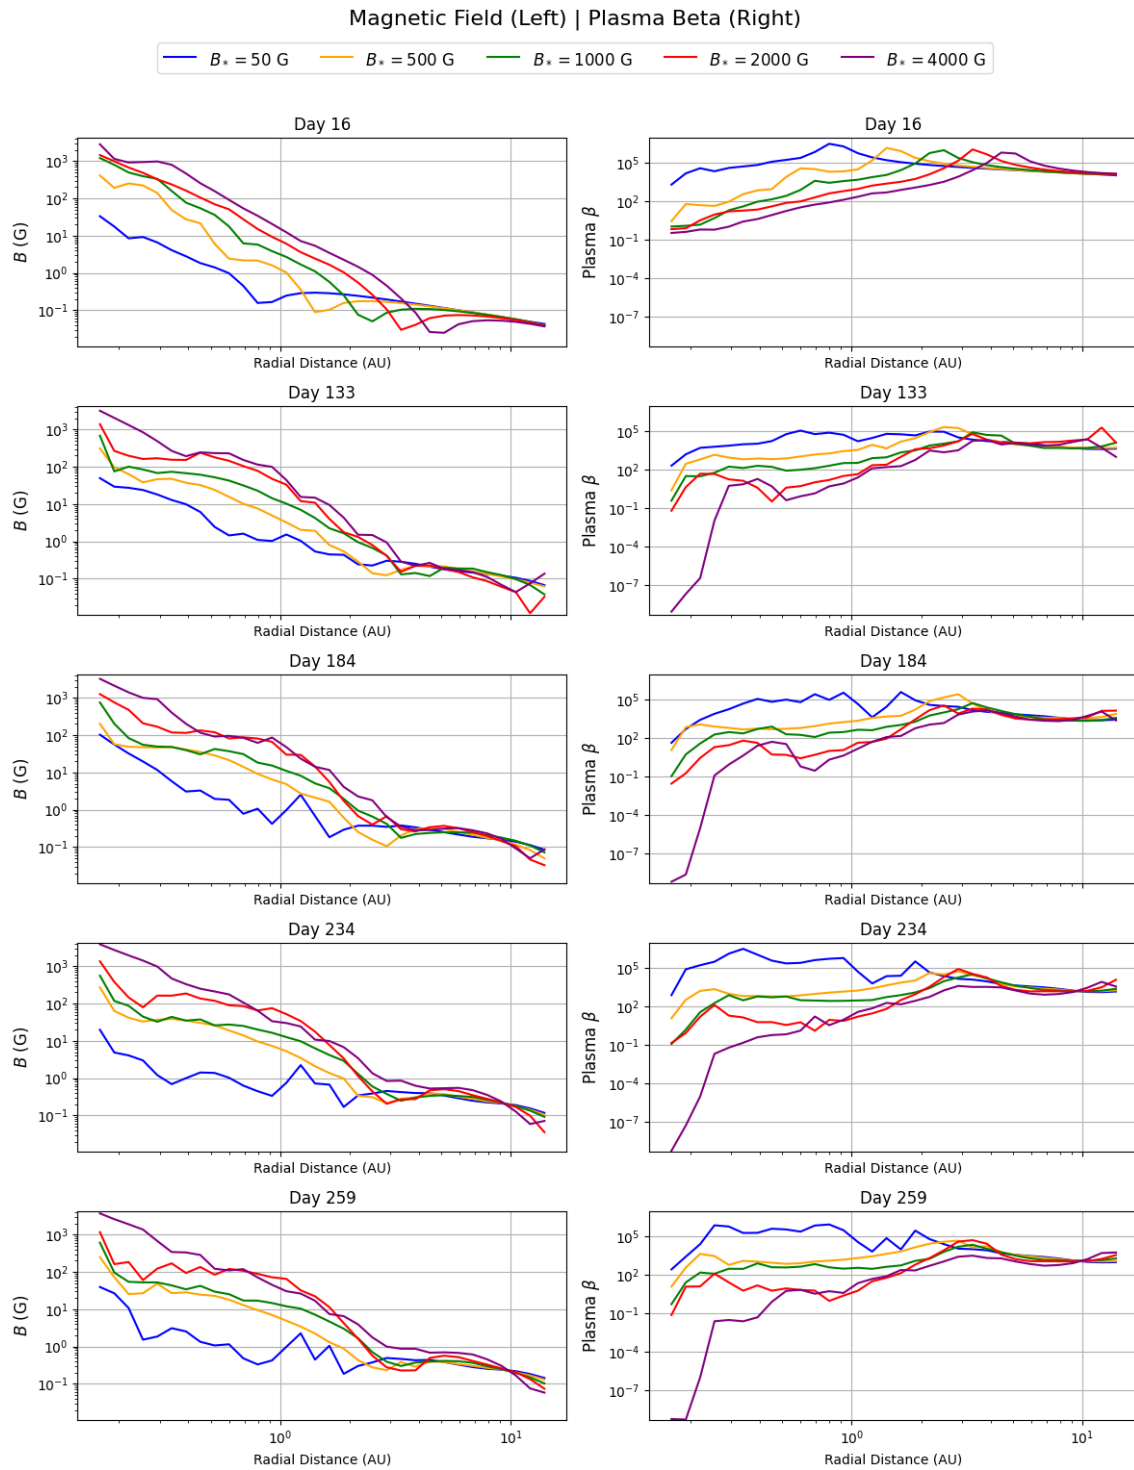 Magnetic Field (Left) | Plasma Beta (Right)
B* = 50 G
B* = 500 G
B* = 1000 G
B* = 2000 G
B* = 4000 G
Day 16
10³
10²
10¹
10⁰
10⁻¹
B (G)
Radial Distance (AU)
Day 16
10⁵
10²
10⁻¹
10⁻⁴
10⁻⁷
Plasma β
Radial Distance (AU)
Day 133
10³
10²
10¹
10⁰
10⁻¹
B (G)
Radial Distance (AU)
Day 133
10⁵
10²
10⁻¹
10⁻⁴
10⁻⁷
Plasma β
Radial Distance (AU)
Day 184
10³
10²
10¹
10⁰
10⁻¹
B (G)
Radial Distance (AU)
Day 184
10⁵
10²
10⁻¹
10⁻⁴
10⁻⁷
Plasma β
Radial Distance (AU)
Day 234
10³
10²
10¹
10⁰
10⁻¹
B (G)
Radial Distance (AU)
Day 234
10⁵
10²
10⁻¹
10⁻⁴
10⁻⁷
Plasma β
Radial Distance (AU)
Day 259
10³
10²
10¹
10⁰
10⁻¹
B (G)
10⁰
10¹
Radial Distance (AU)
Day 259
10⁵
10²
10⁻¹
10⁻⁴
10⁻⁷
Plasma β
10⁰
10¹
Radial Distance (AU)